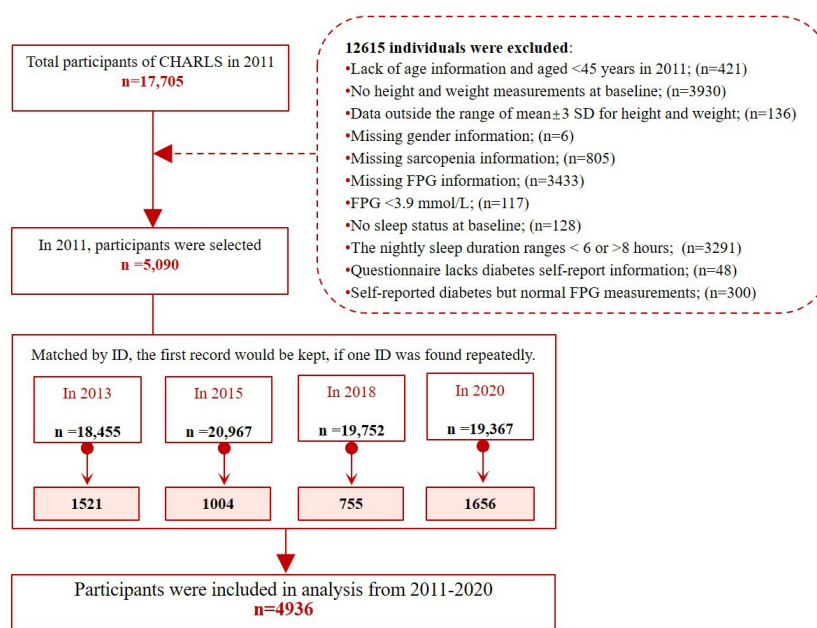 Total participants of CHARLS in 2011
n=17,705
12615 individuals were excluded:
•Lack of age information and aged <45 years in 2011; (n=421)
•No height and weight measurements at baseline; (n=3930)
•Data outside the range of mean±3 SD for height and weight; (n=136)
•Missing gender information; (n=6)
•Missing sarcopenia information; (n=805)
•Missing FPG information; (n=3433)
•FPG <3.9 mmol/L; (n=117)
•No sleep status at baseline; (n=128)
•The nightly sleep duration ranges < 6 or >8 hours; (n=3291)
•Questionnaire lacks diabetes self-report information; (n=48)
•Self-reported diabetes but normal FPG measurements; (n=300)
In 2011, participants were selected
n =5,090
Matched by ID, the first record would be kept, if one ID was found repeatedly.
In 2013
n =18,455
In 2015
n =20,967
In 2018
n =19,752
In 2020
n =19,367
1521
1004
755
1656
Participants were included in analysis from 2011-2020
n=4936